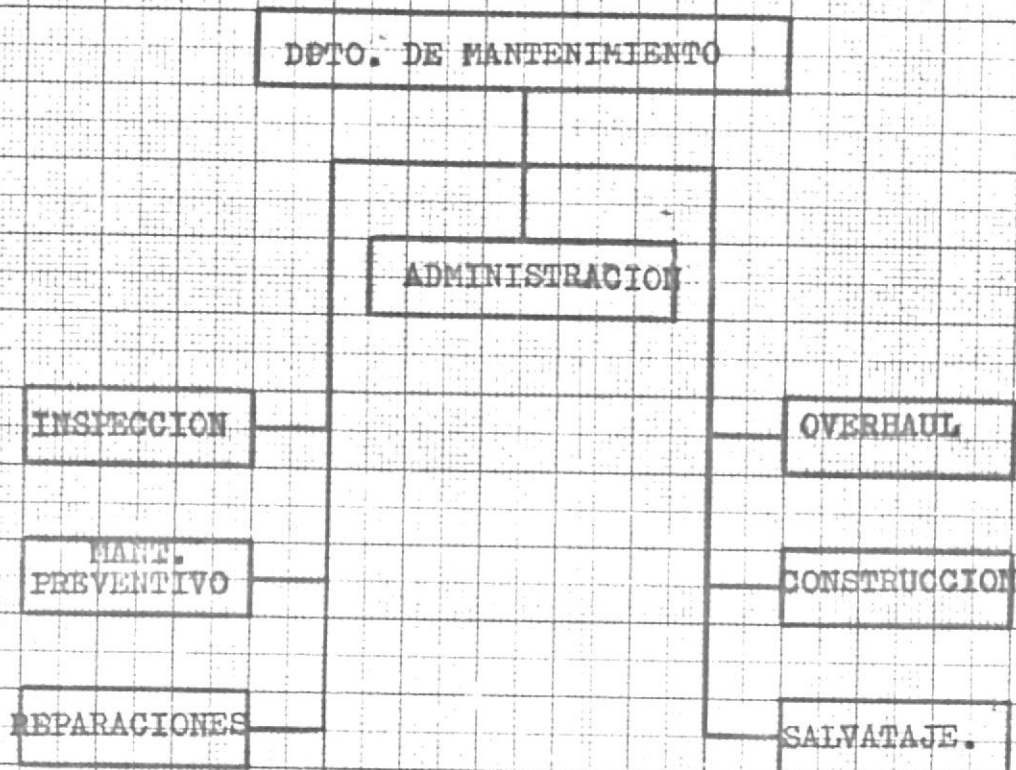 DPTO. DE MANTENIMIENTO
ADMINISTRACION
INSPECCION
OVERHAUL
MANT.
PREVENTIVO
CONSTRUCCION
REPARACIONES
SALVATAJE.